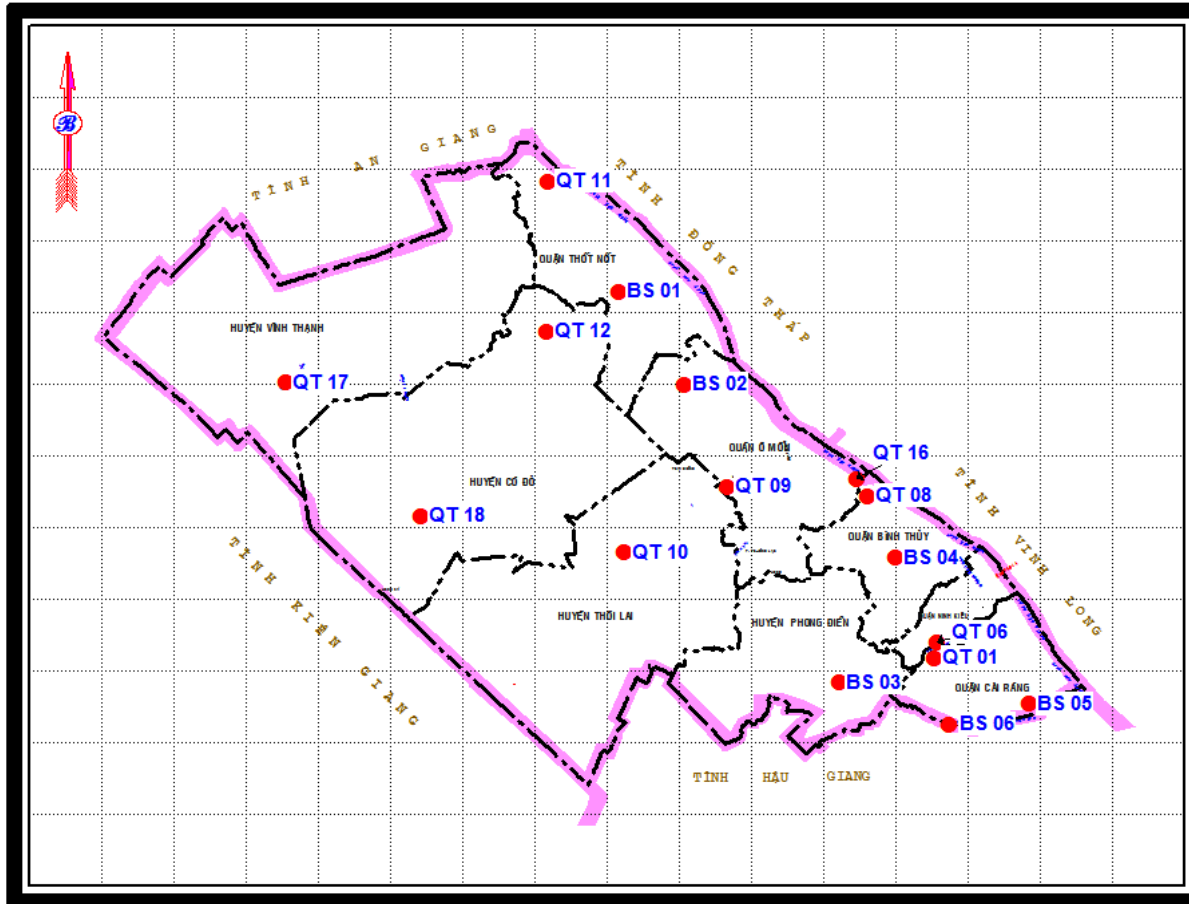 B
TỈNH AN GIANG
QT 11
TỈNH ĐỒNG THÁP
QUẬN THỐT NỐT
BS 01
HUYỆN VĨNH THẠNH
QT 12
QT 17
BS 02
QUẬN Ô MÔN
QT 16
HUYỆN CỜ ĐỎ
QT 09
QT 08
TỈNH VĨNH LONG
QT 18
QUẬN BÌNH THỦY
QT 10
BS 04
TỈNH KIÊN GIANG
HUYỆN THỚI LAI
HUYỆN PHONG ĐIỀN
QUẬN NINH KIỀU
QT 06
QT 01
BS 03
QUẬN CÁI RĂNG
BS 05
BS 06
TỈNH HẬU GIANG